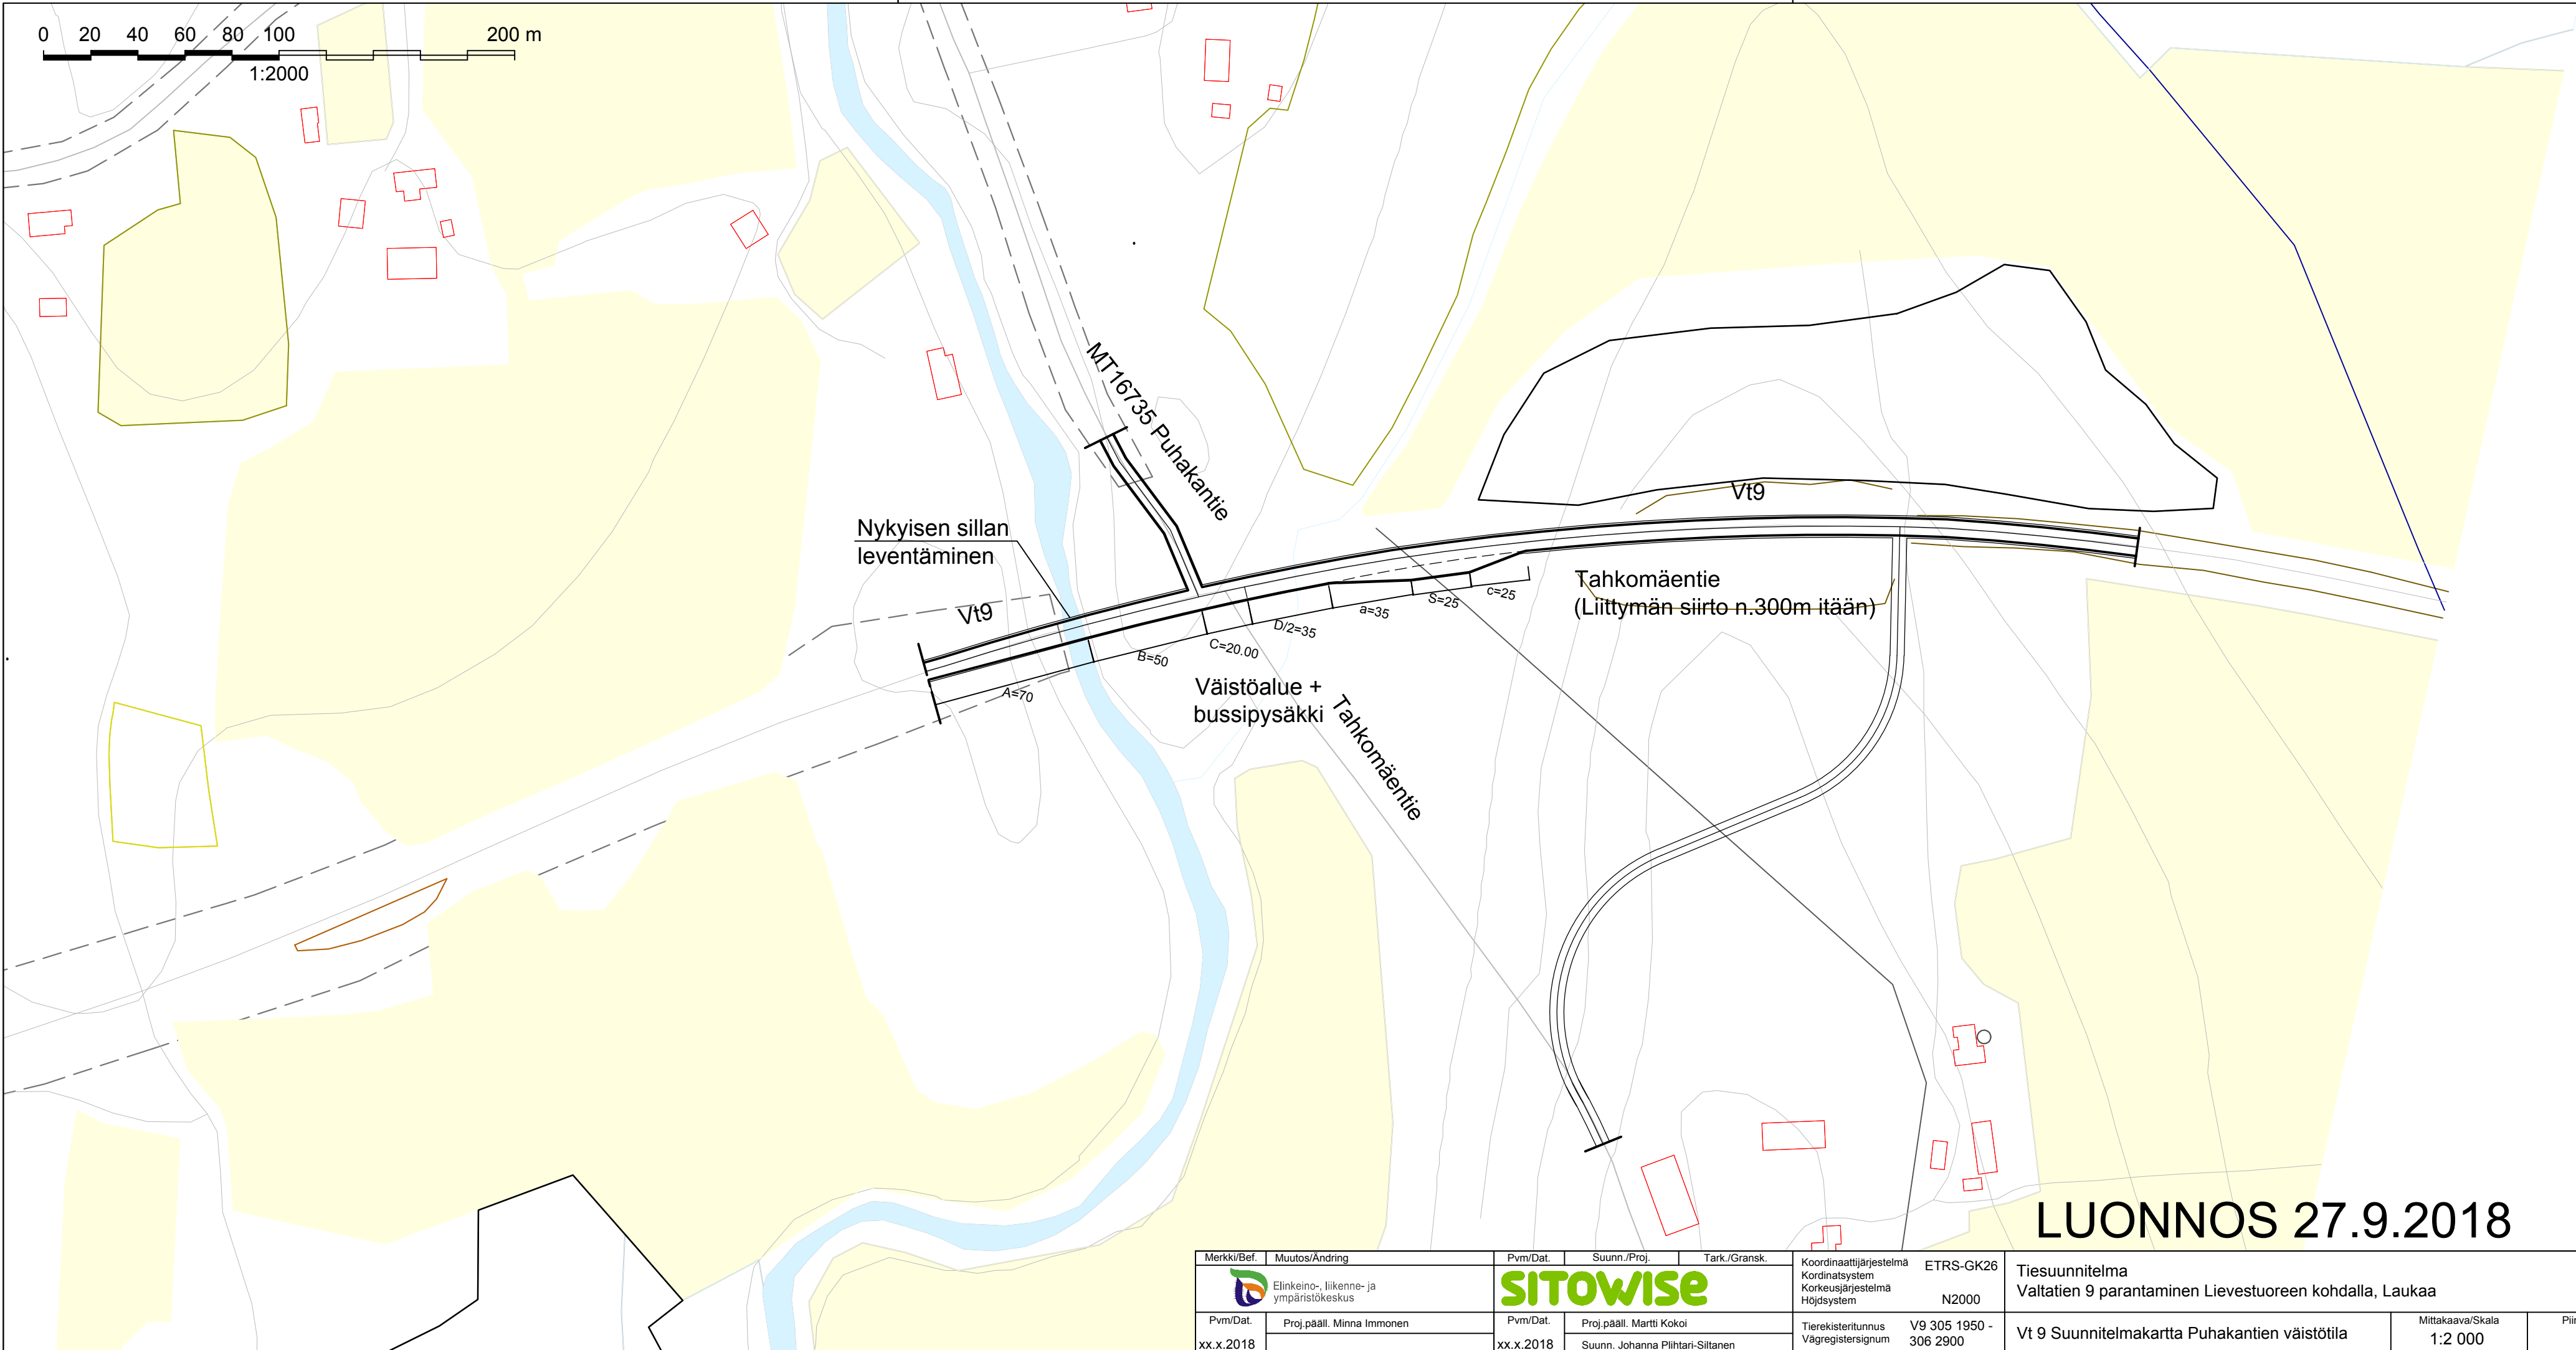 0 20 40 60 80 100 200 m
1:2000
MT16735 Puhakantie
Nykyisen sillan
leventäminen
Vt9
Vt9
Tahkomäentie
(Liittymän siirto n.300m itään)
A=70
B=50
C=20.00
D/2=35
a=35
S=25
c=25
Väistöalue +
bussipysäkki
Tahkomäentie
LUONNOS 27.9.2018
Merkki/Bef. Muutos/Ändring Pvm/Dat. Suunn./Proj. Tark./Gransk.
Elinkeino-, liikenne- ja
ympäristökeskus
SITOWISE
Koordinaattijärjestelmä ETRS-GK26
Kordinatsystem
Korkeusjärjestelmä
Höjdsystem N2000
Tiesuunnitelma
Valtatien 9 parantaminen Lievestuoreen kohdalla, Laukaa
Pvm/Dat. Proj.pääll. Minna Immonen
xx.x.2018
Pvm/Dat. Proj.pääll. Martti Kokoi
xx.x.2018 Suunn. Johanna Plihtari-Siltanen
Tierekisteritunnus V9 305 1950 -
Vägregistersignum 306 2900
Vt 9 Suunnitelmakartta Puhakantien väistötila
Mittakaava/Skala
1:2 000